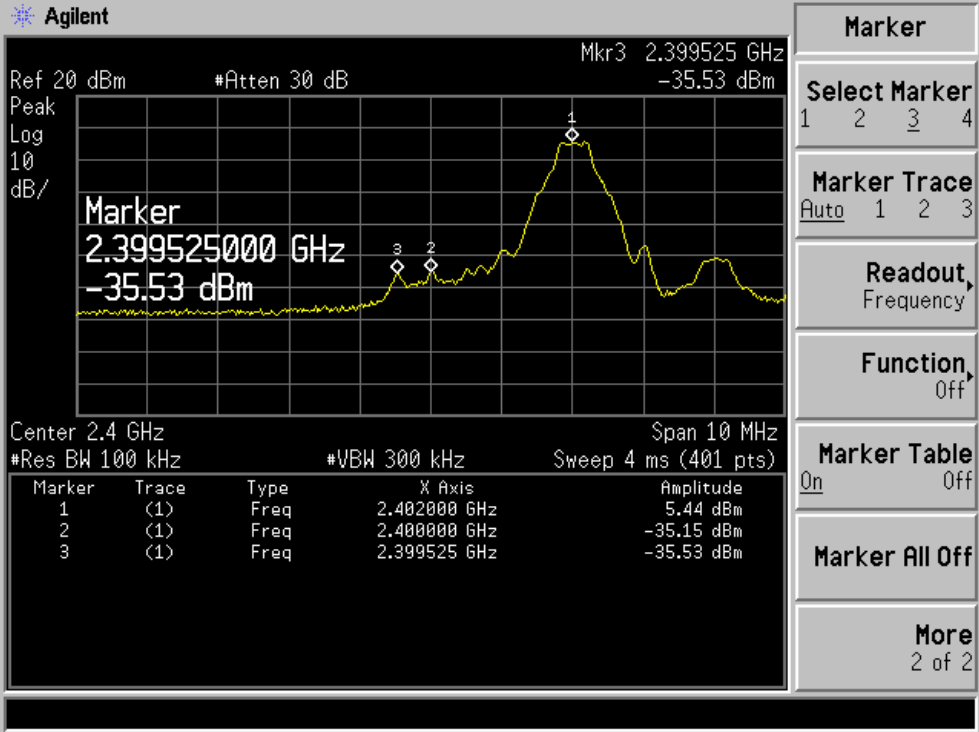 Agilent
Mkr3 2.399525 GHz
Ref 20 dBm #Atten 30 dB -35.53 dBm
Peak
Log
10
dB/
1
Marker
2.399525000 GHz
-35.53 dBm
3 2
Center 2.4 GHz Span 10 MHz
#Res BW 100 kHz #VBW 300 kHz Sweep 4 ms (401 pts)
Marker Trace Type X Axis Amplitude
1 (1) Freq 2.402000 GHz 5.44 dBm
2 (1) Freq 2.400000 GHz -35.15 dBm
3 (1) Freq 2.399525 GHz -35.53 dBm
Marker
Select Marker
1 2 3 4
Marker Trace
Auto 1 2 3
Readout
Frequency
Function
Off
Marker Table
On Off
Marker All Off
More
2 of 2